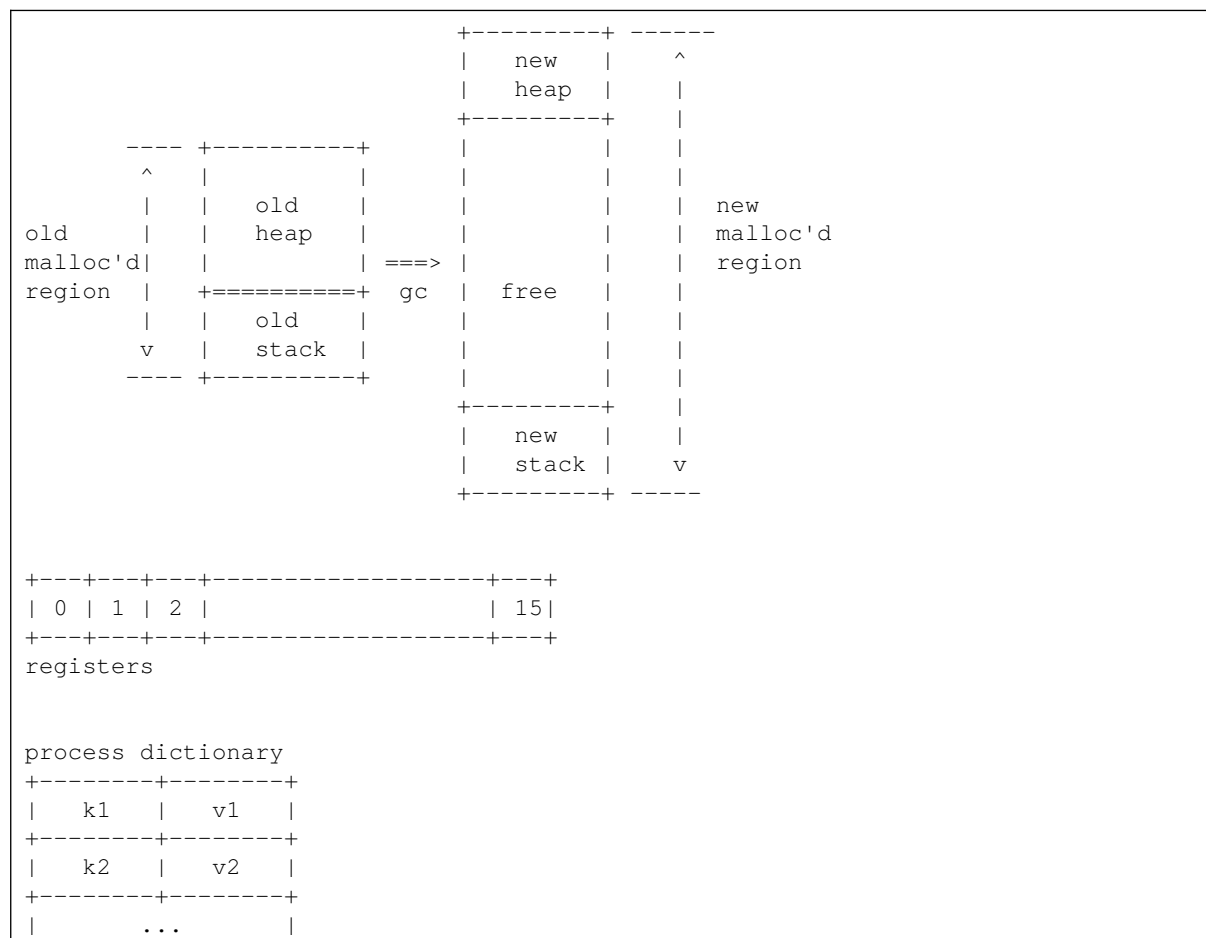 +---------+ ------
|   new   |    ^
|   heap  |    |
+---------+    |
---- +----------+      |         |    |
^   |          |      |         |    |
|   |   old    |      |         |    |  new
old      |   |   heap   |      |         |    |  malloc'd
malloc'd|   |          | ===> |         |    |  region
region  |   +==========+  gc  |  free   |    |
|   |   old    |      |         |    |
v   |   stack  |      |         |    |
---- +----------+      |         |    |
+---------+    |
|   new   |    |
|   stack |    v
+---------+ -----
+---+---+---+-------------------+---+
| 0 | 1 | 2 |                   | 15|
+---+---+---+-------------------+---+
registers
process dictionary
+--------+--------+
|   k1   |   v1   |
+--------+--------+
|   k2   |   v2   |
+--------+--------+
|       ...       |